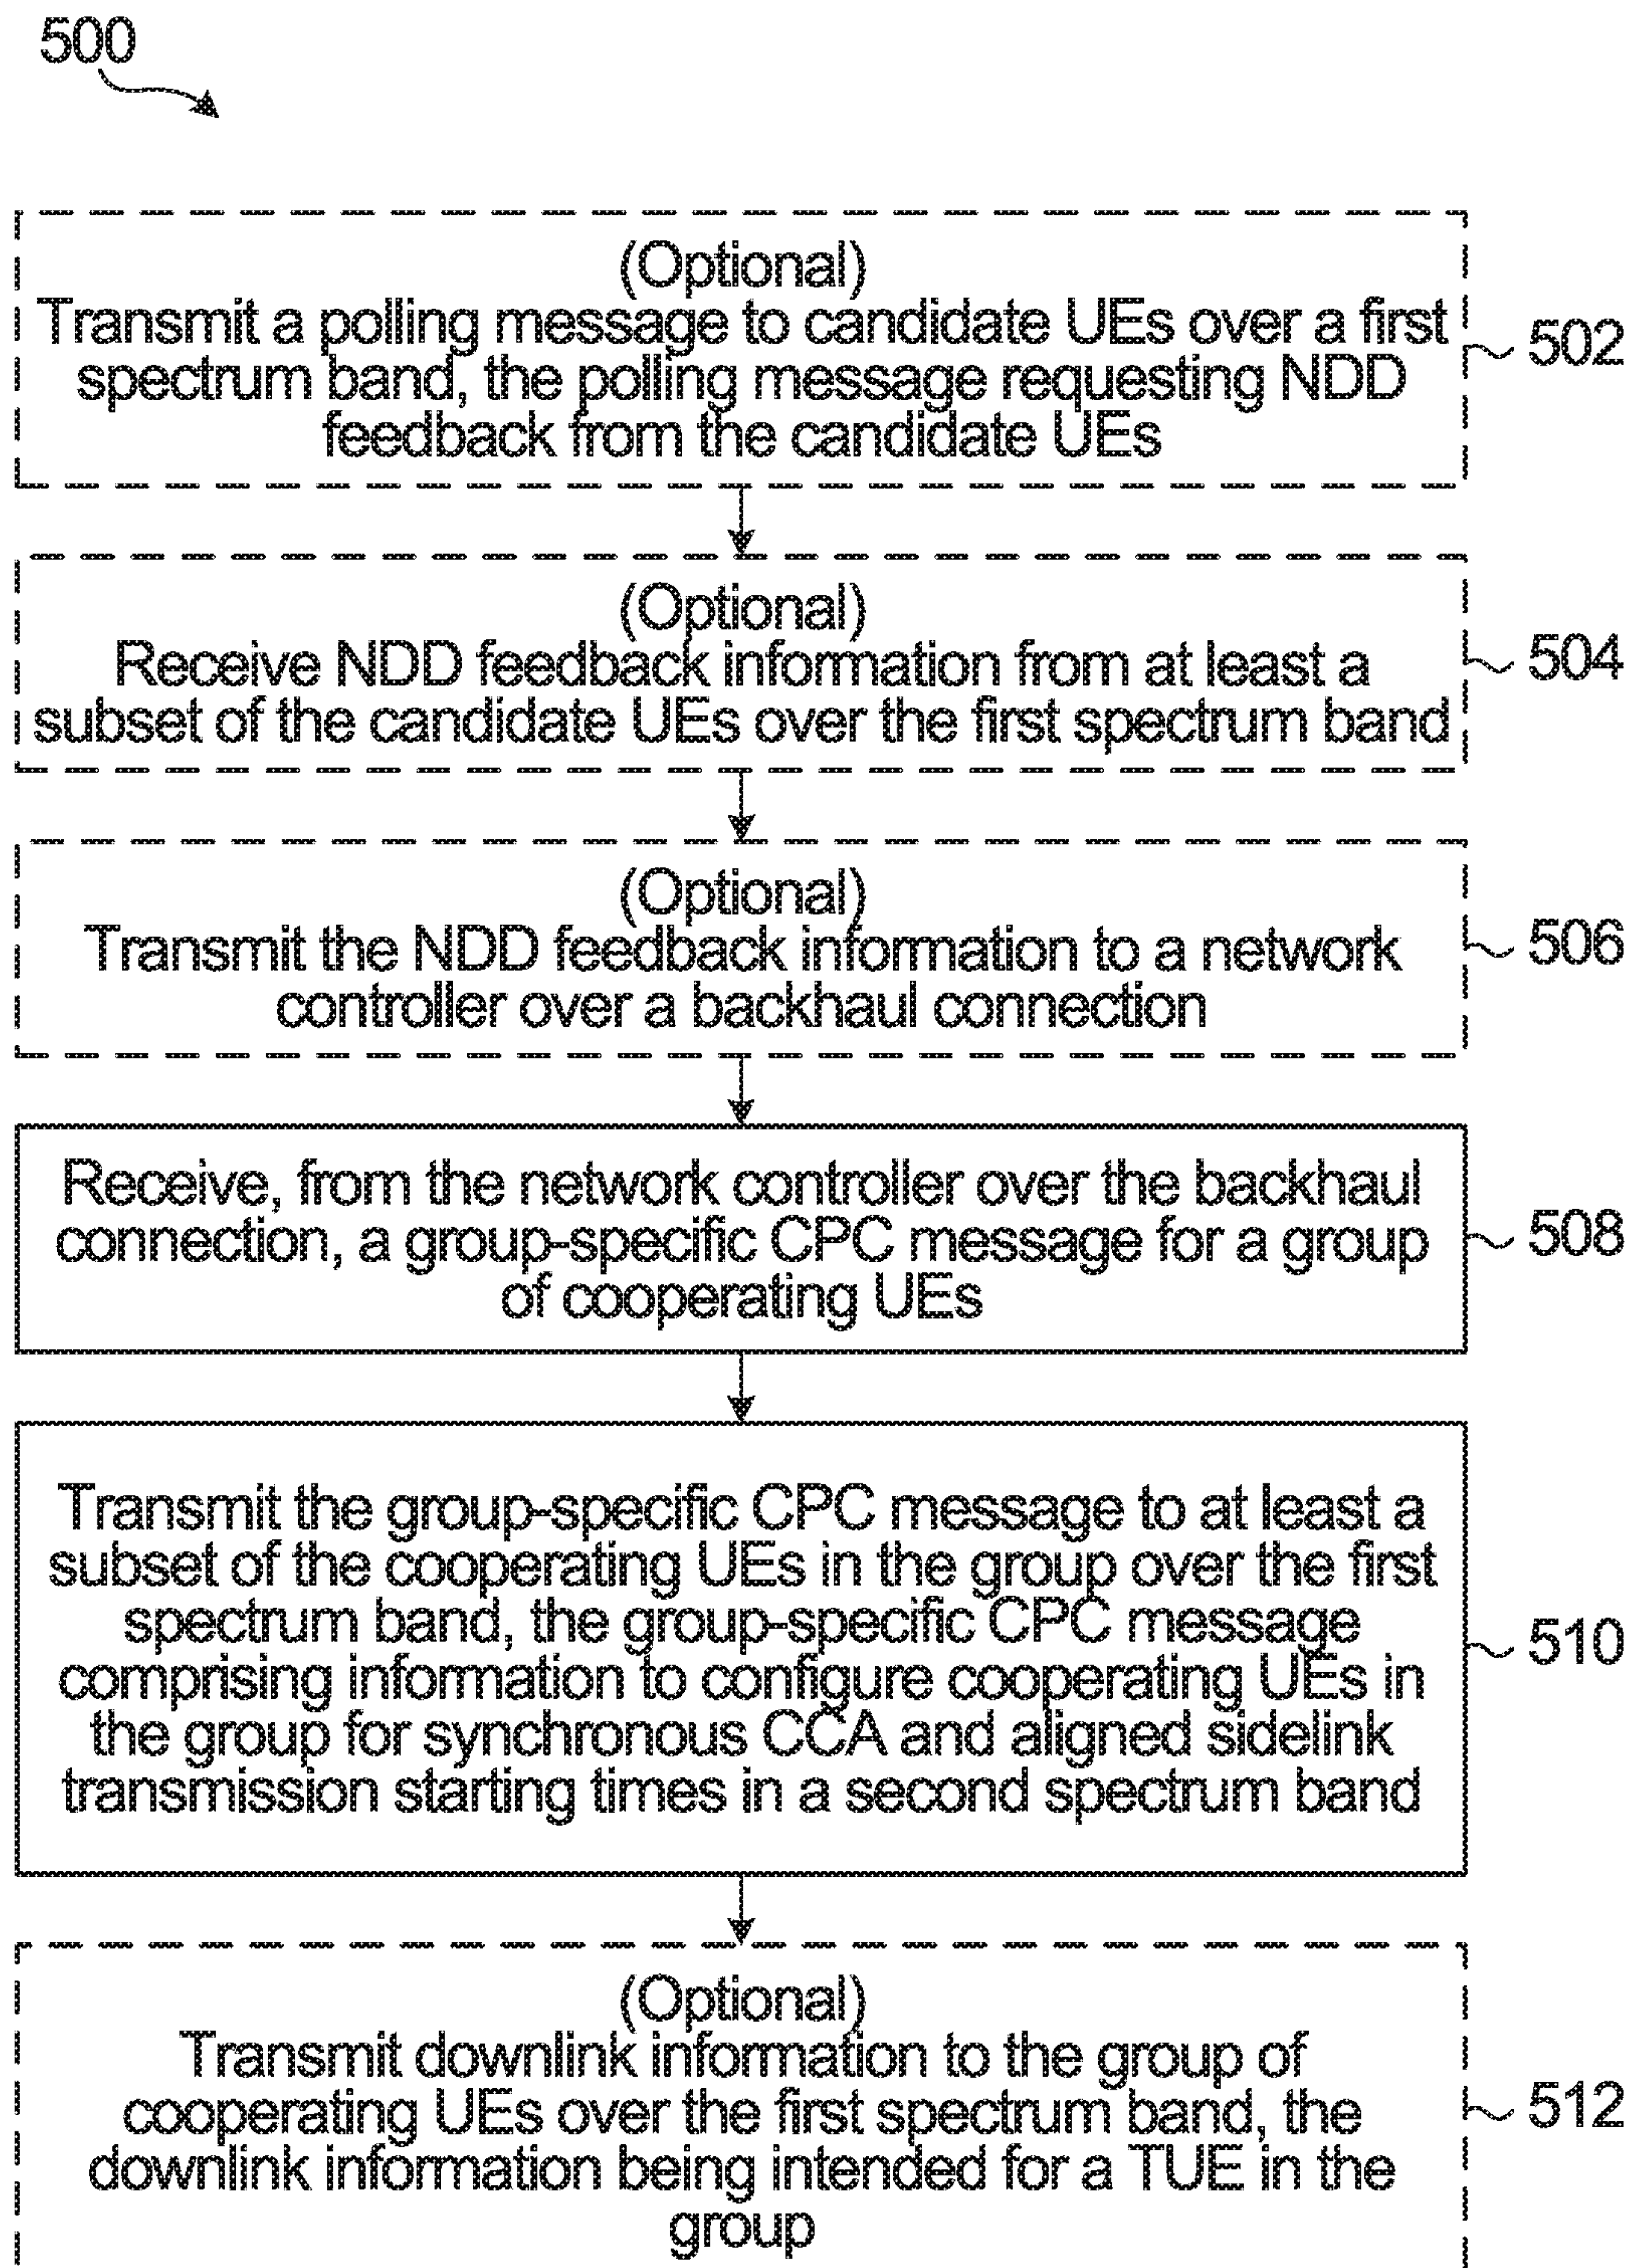 500
(Optional)
Transmit a polling message to candidate UEs over a first
spectrum band, the polling message requesting NDD
feedback from the candidate UEs
502
(Optional)
Receive NDD feedback information from at least a
subset of the candidate UEs over the first spectrum band
504
(Optional)
Transmit the NDD feedback information to a network
controller over a backhaul connection
506
Receive, from the network controller over the backhaul
connection, a group-specific CPC message for a group
of cooperating UEs
508
Transmit the group-specific CPC message to at least a
subset of the cooperating UEs in the group over the first
spectrum band, the group-specific CPC message
comprising information to configure cooperating UEs in
the group for synchronous CCA and aligned sidelink
transmission starting times in a second spectrum band
510
(Optional)
Transmit downlink information to the group of
cooperating UEs over the first spectrum band, the
downlink information being intended for a TUE in the
group
512